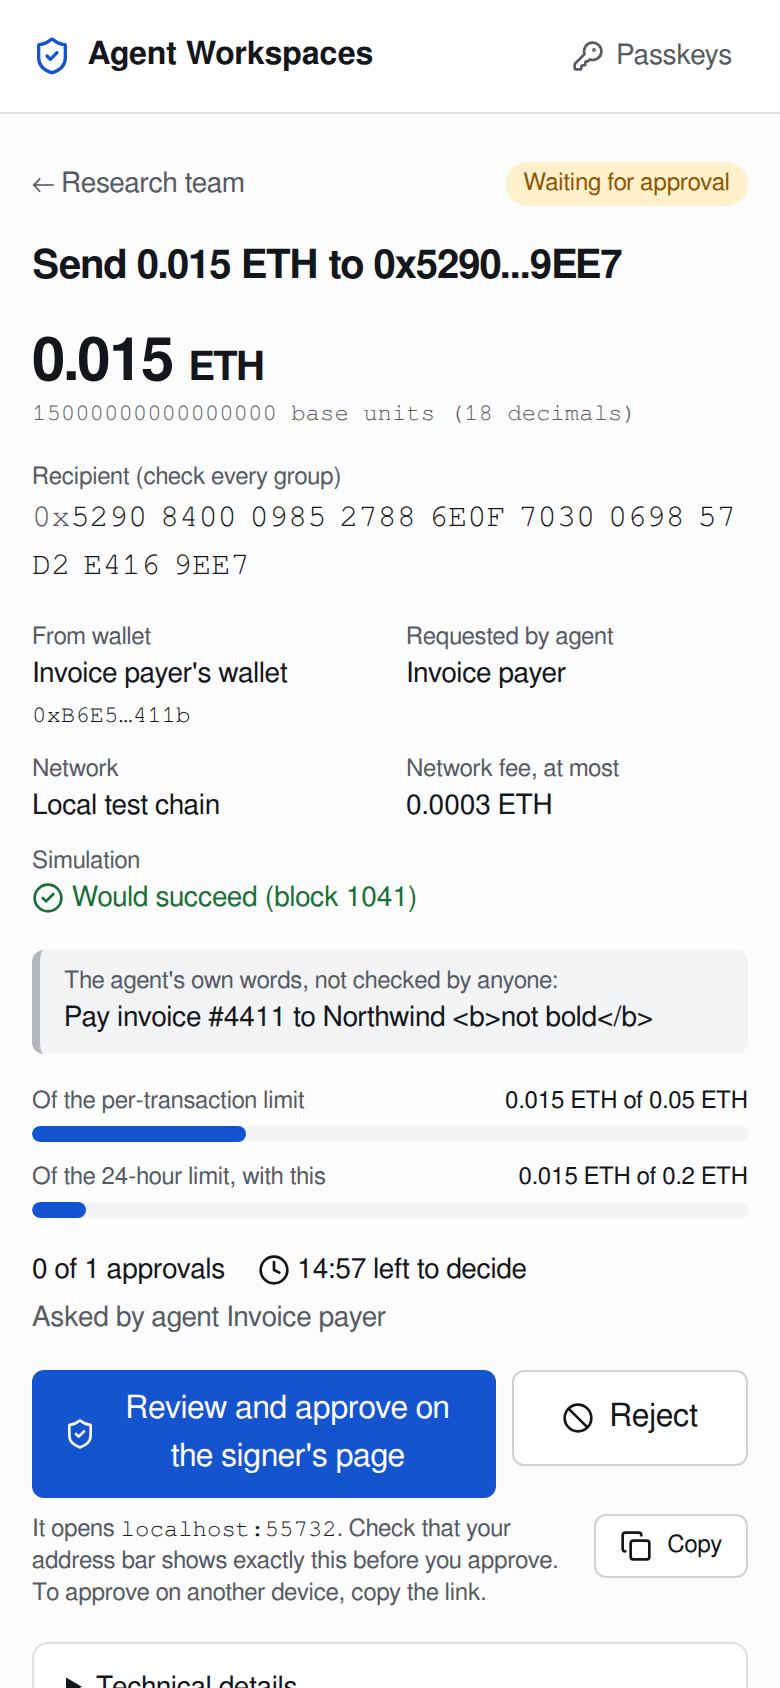 Agent Workspaces
Passkeys
← Research team
Waiting for approval
Send 0.015 ETH to 0x5290...9EE7
0.015 ETH
15000000000000000 base units (18 decimals)
Recipient (check every group)
0x5290 8400 0985 2788 6E0F 7030 0698 57
D2 E416 9EE7
From wallet
Requested by agent
Invoice payer's wallet
Invoice payer
0xB6E5…411b
Network
Network fee, at most
Local test chain
0.0003 ETH
Simulation
Would succeed (block 1041)
The agent's own words, not checked by anyone:
Pay invoice #4411 to Northwind <b>not bold</b>
Of the per-transaction limit
0.015 ETH of 0.05 ETH
Of the 24-hour limit, with this
0.015 ETH of 0.2 ETH
0 of 1 approvals
14:57 left to decide
Asked by agent Invoice payer
Review and approve on
the signer's page
Reject
It opens localhost:55732. Check that your
address bar shows exactly this before you approve.
To approve on another device, copy the link.
Copy
Technical details